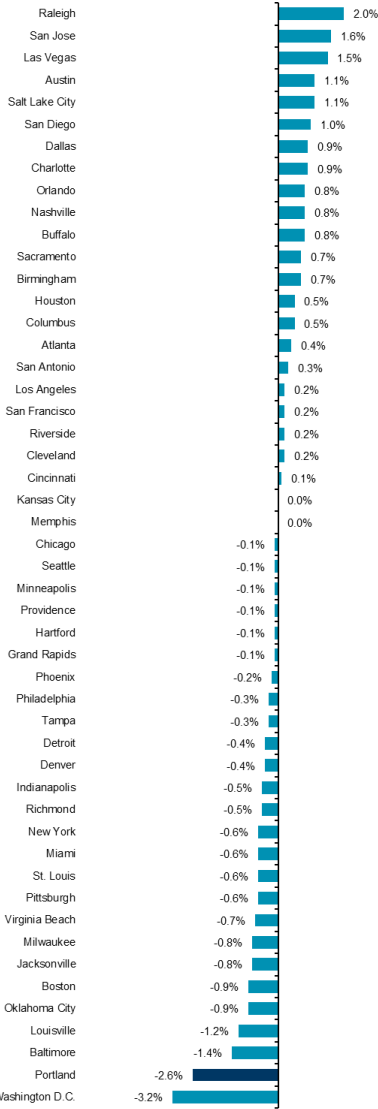 Raleigh 2.0%
San Jose 1.6%
Las Vegas 1.5%
Austin 1.1%
Salt Lake City 1.1%
San Diego 1.0%
Dallas 0.9%
Charlotte 0.9%
Orlando 0.8%
Nashville 0.8%
Buffalo 0.8%
Sacramento 0.7%
Birmingham 0.7%
Houston 0.5%
Columbus 0.5%
Atlanta 0.4%
San Antonio 0.3%
Los Angeles 0.2%
San Francisco 0.2%
Riverside 0.2%
Cleveland 0.2%
Cincinnati 0.1%
Kansas City 0.0%
Memphis 0.0%
Chicago -0.1%
Seattle -0.1%
Minneapolis -0.1%
Providence -0.1%
Hartford -0.1%
Grand Rapids -0.1%
Phoenix -0.2%
Philadelphia -0.3%
Tampa -0.3%
Detroit -0.4%
Denver -0.4%
Indianapolis -0.5%
Richmond -0.5%
New York -0.6%
Miami -0.6%
St. Louis -0.6%
Pittsburgh -0.6%
Virginia Beach -0.7%
Milwaukee -0.8%
Jacksonville -0.8%
Boston -0.9%
Oklahoma City -0.9%
Louisville -1.2%
Baltimore -1.4%
Portland -2.6%
Washington D.C. -3.2%